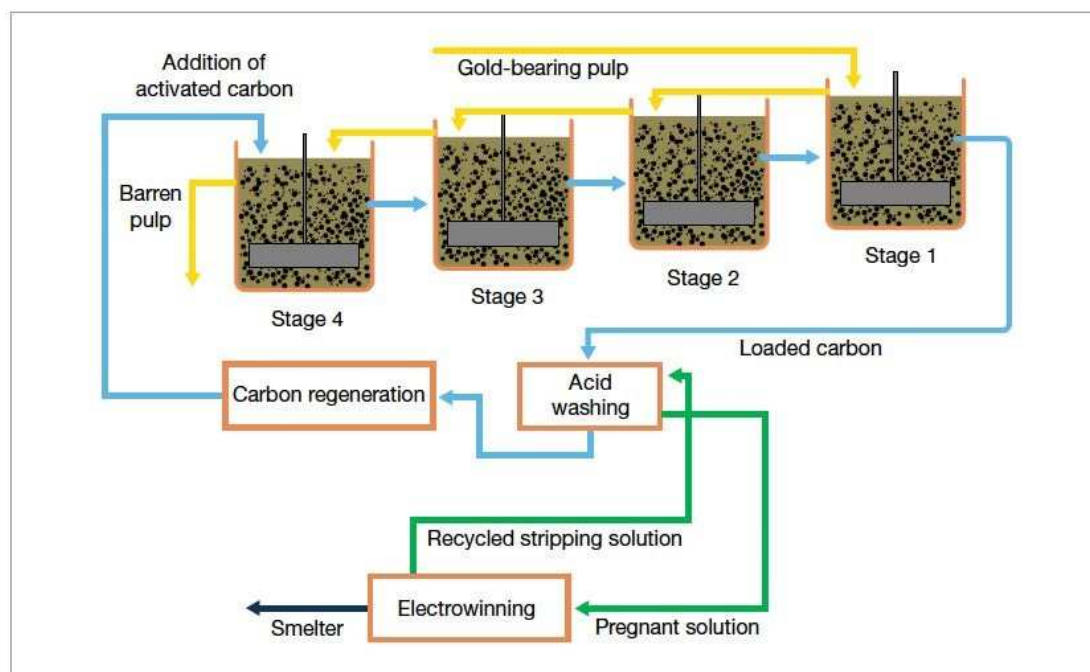 Addition of
activated carbon
Gold-bearing pulp
Barren
pulp
Stage 1
Stage 2
Stage 3
Stage 4
Loaded carbon
Carbon regeneration
Acid
washing
Recycled stripping solution
Electrowinning
Smelter
Pregnant solution